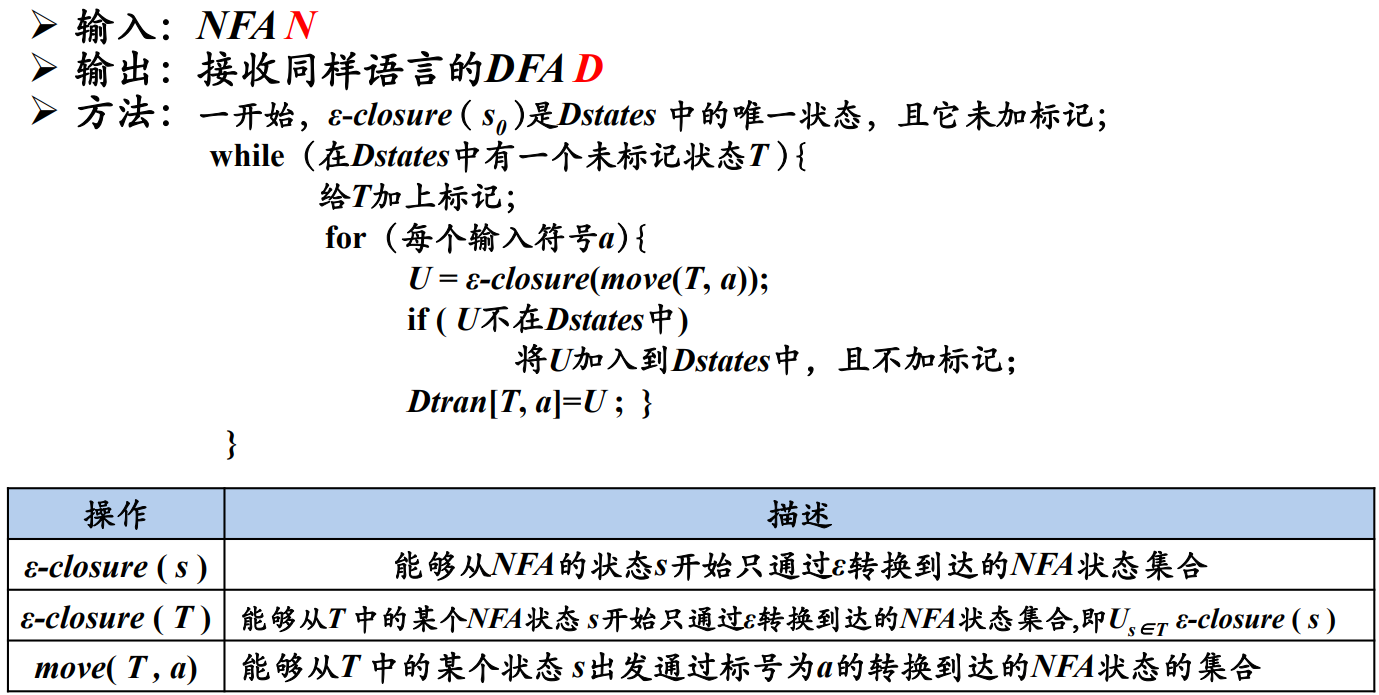 ➢ 输入：NFA N
➢ 输出：接收同样语言的DFA D
➢ 方法：一开始，ε-closure ( s0 )是Dstates 中的唯一状态，且它未加标记；
while（在Dstates中有一个未标记状态T ）{
给T加上标记；
for（每个输入符号a）{
U = ε-closure(move(T, a));
if ( U不在Dstates中)
将U加入到Dstates中，且不加标记；
Dtran[T, a]=U ；}
}
操作 描述
ε-closure ( s ) 能够从NFA的状态s开始只通过ε转换到达的NFA状态集合
ε-closure ( T ) 能够从T 中的某个NFA状态 s开始只通过ε转换到达的NFA状态集合,即U s∈T ε-closure ( s )
move( T , a) 能够从T 中的某个状态 s出发通过标号为a的转换到达的NFA状态的集合